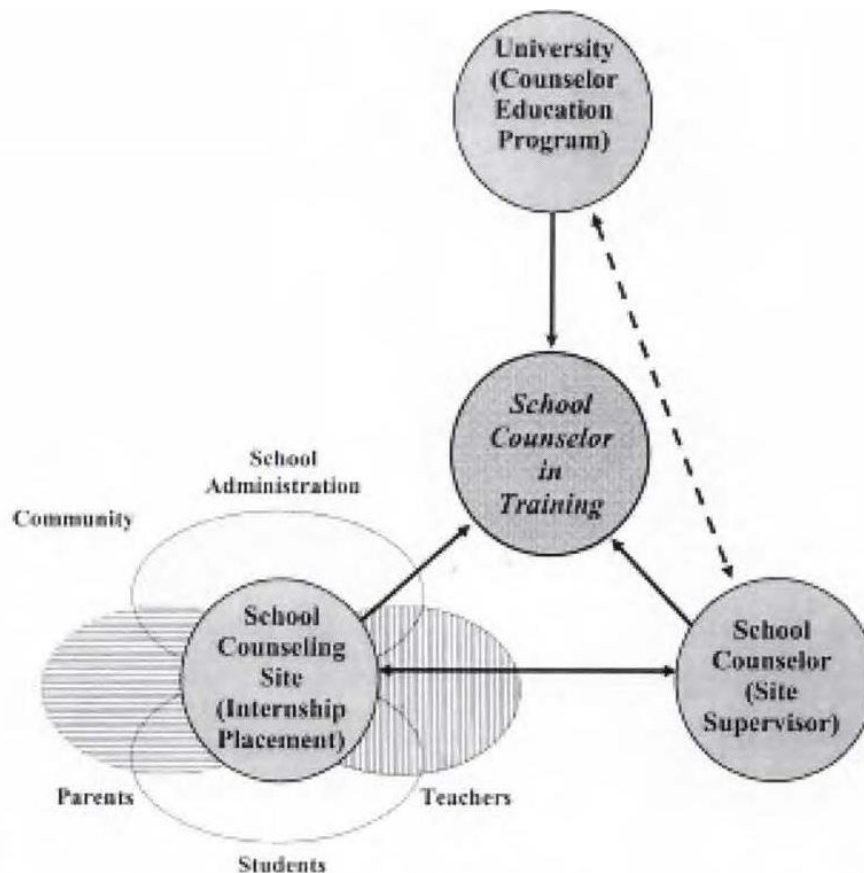 University
(Counselor
Education
Program)
School
Counselor
in
Training
School
Administration
Community
School
Counseling
Site
(Internship
Placement)
School
Counselor
(Site
Supervisor)
Parents
Teachers
Students